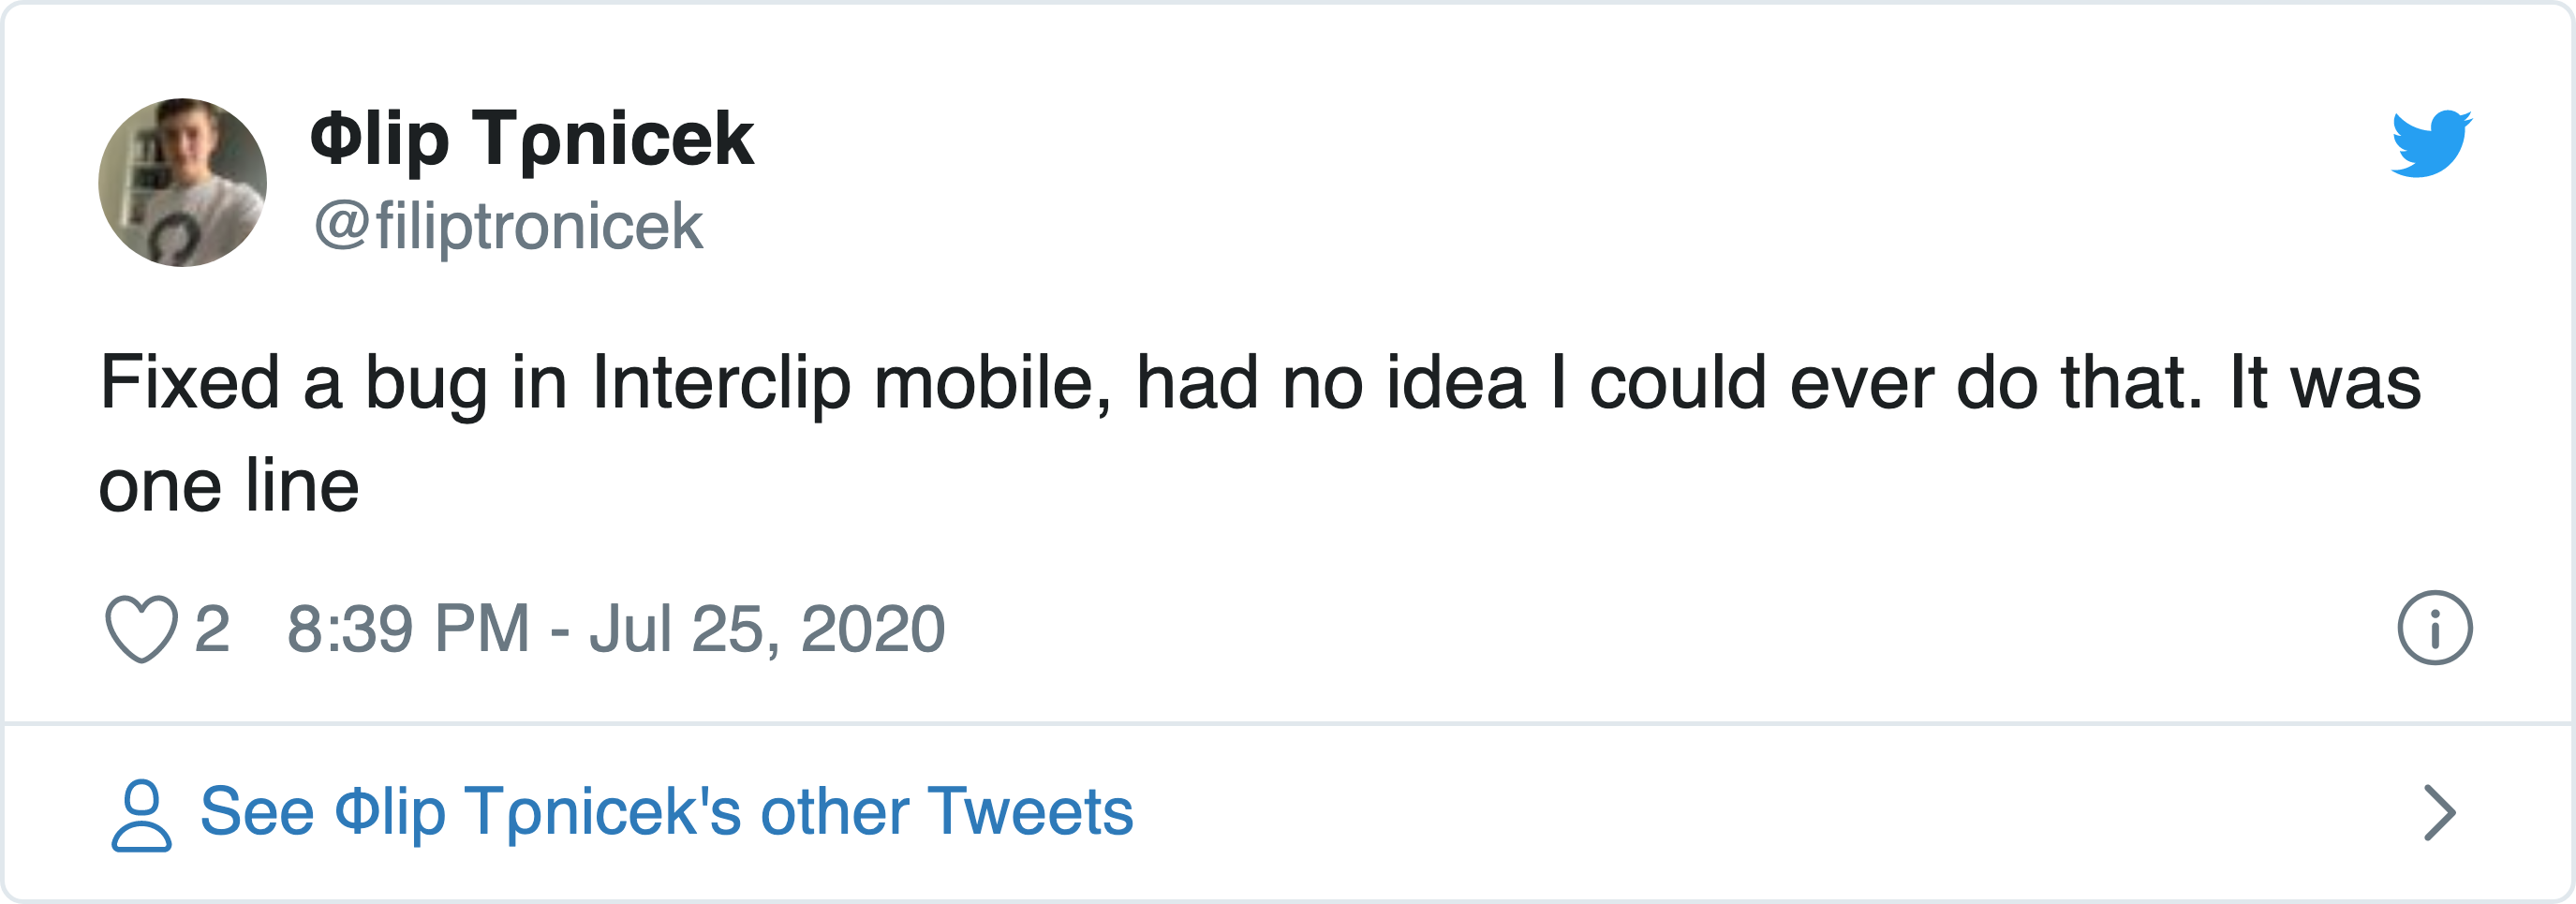 Φlip Tρnicek
@filiptronicek
Fixed a bug in Interclip mobile, had no idea I could ever do that. It was
one line
2 8:39 PM - Jul 25, 2020
See Φlip Tρnicek's other Tweets